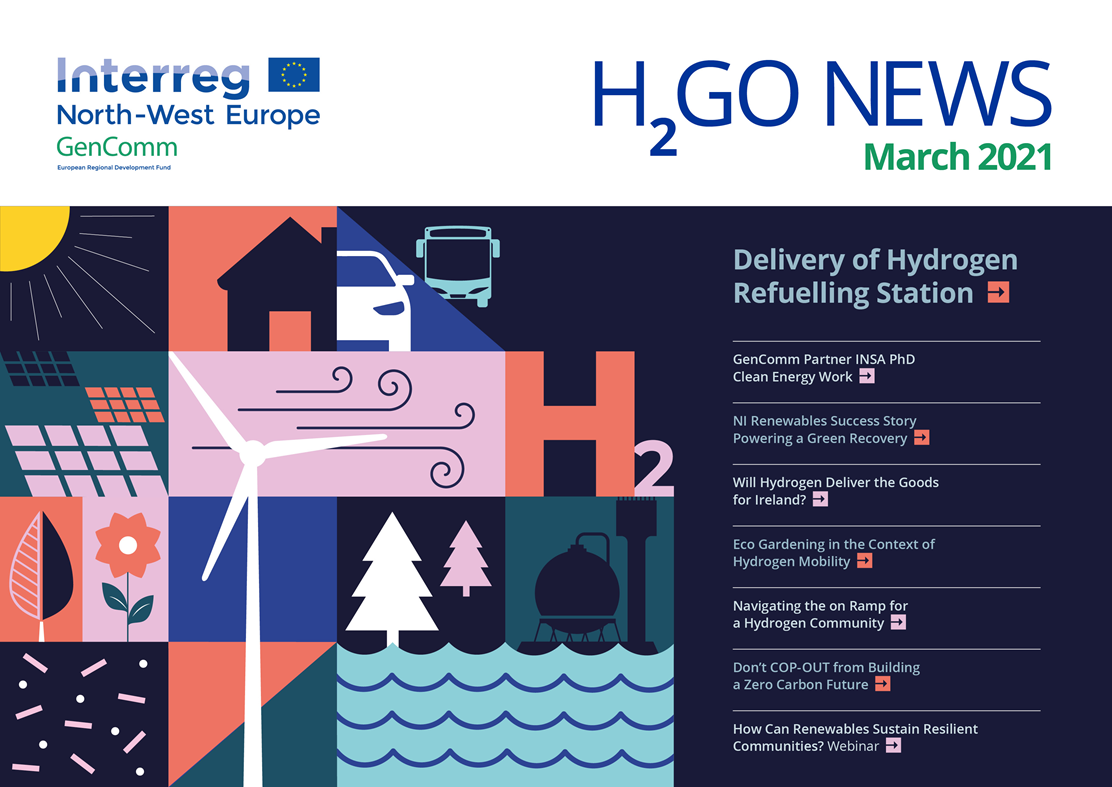 Interreg
North-West Europe
GenComm
European Regional Development Fund
H₂GO NEWS
March 2021
Delivery of Hydrogen
Refuelling Station
GenComm Partner INSA PhD
Clean Energy Work
NI Renewables Success Story
Powering a Green Recovery
Will Hydrogen Deliver the Goods
for Ireland?
Eco Gardening in the Context of
Hydrogen Mobility
Navigating the on Ramp for
a Hydrogen Community
Don’t COP-OUT from Building
a Zero Carbon Future
How Can Renewables Sustain Resilient
Communities? Webinar
H₂